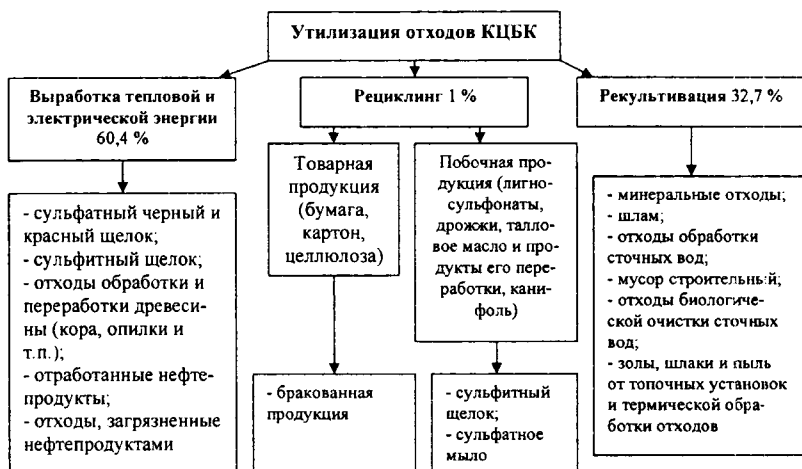 Утилизация отходов КЦБК
Выработка тепловой и
электрической энергии
60,4 %
Рециклинг 1 %
Рекультивация 32,7 %
- сульфатный черный и
красный щелок;
- сульфитный щелок;
- отходы обработки и
переработки древеси-
ны (кора, опилки и
т.п.);
- отработанные нефте-
продукты;
- отходы, загрязненные
нефтепродуктами
Товарная
продукция
(бумага,
картон,
целлюлоза)
- бракованная
продукция
Побочная про-
дукция (лигно-
сульфонаты,
дрожжи, талло-
вое масло и про-
дукты его пере-
работки, кани-
фоль)
- сульфитный
щелок;
- сульфатное
мыло
- минеральные отходы;
- шлам;
- отходы обработки
сточных вод;
- мусор строительный;
- отходы биологиче-
ской очистки сточных
вод;
- золы, шлаки и пыль
от топочных установок
и термической обра-
ботки отходов